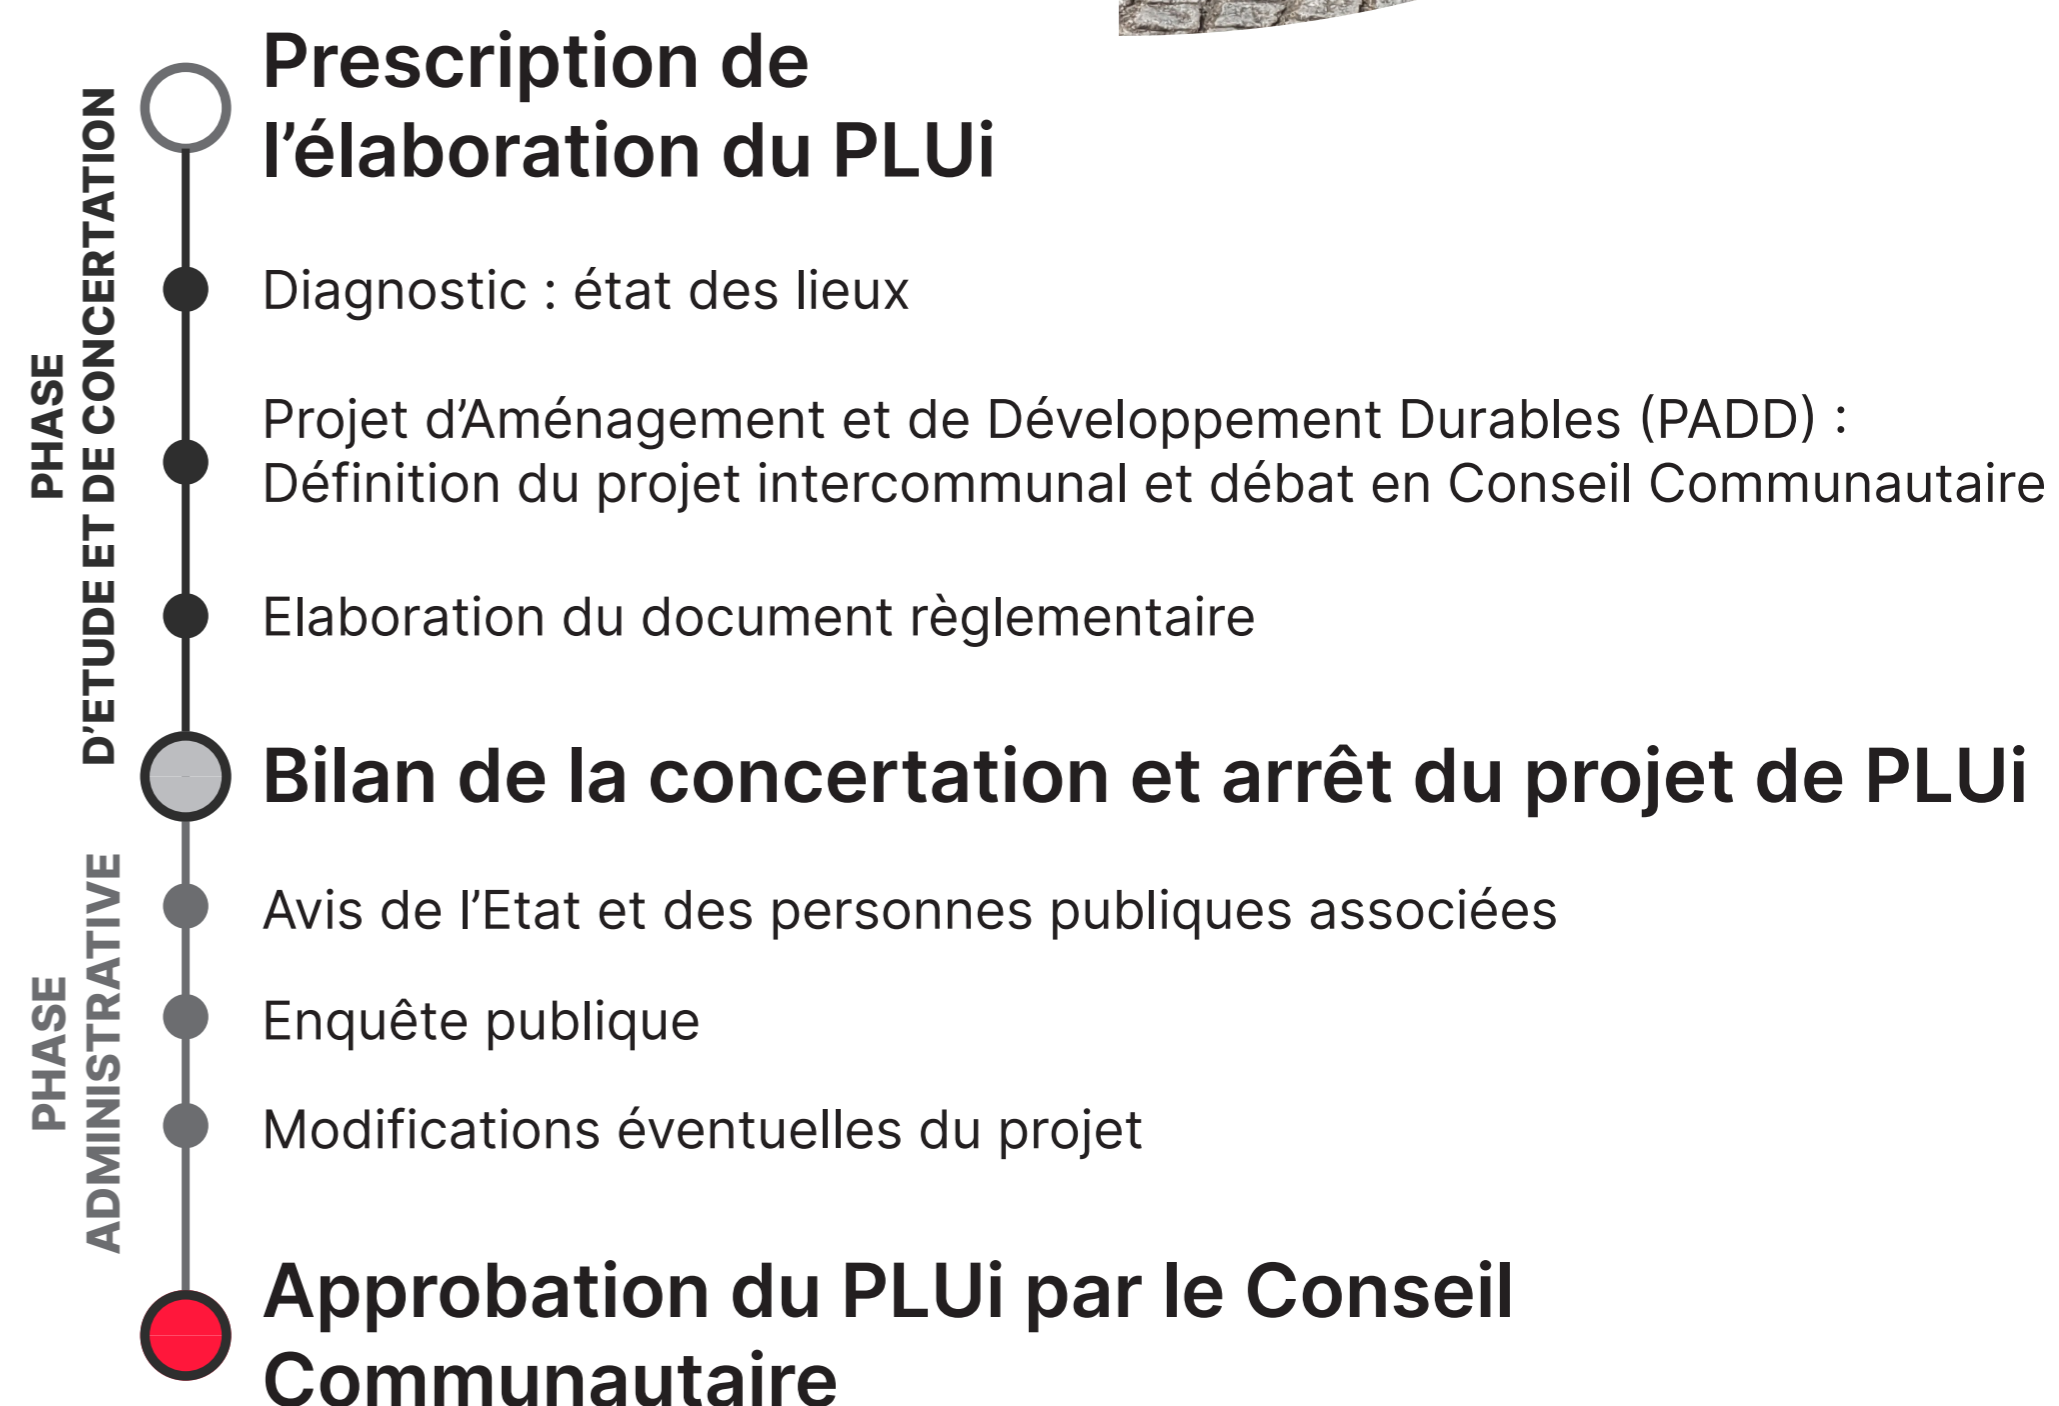 Prescription de
l’élaboration du PLUi
PHASE
D’ETUDE ET DE CONCERTATION
Diagnostic : état des lieux
Projet d’Aménagement et de Développement Durables (PADD) :
Définition du projet intercommunal et débat en Conseil Communautaire
Elaboration du document règlementaire
Bilan de la concertation et arrêt du projet de PLUi
PHASE
ADMINISTRATIVE
Avis de l’Etat et des personnes publiques associées
Enquête publique
Modifications éventuelles du projet
Approbation du PLUi par le Conseil
Communautaire